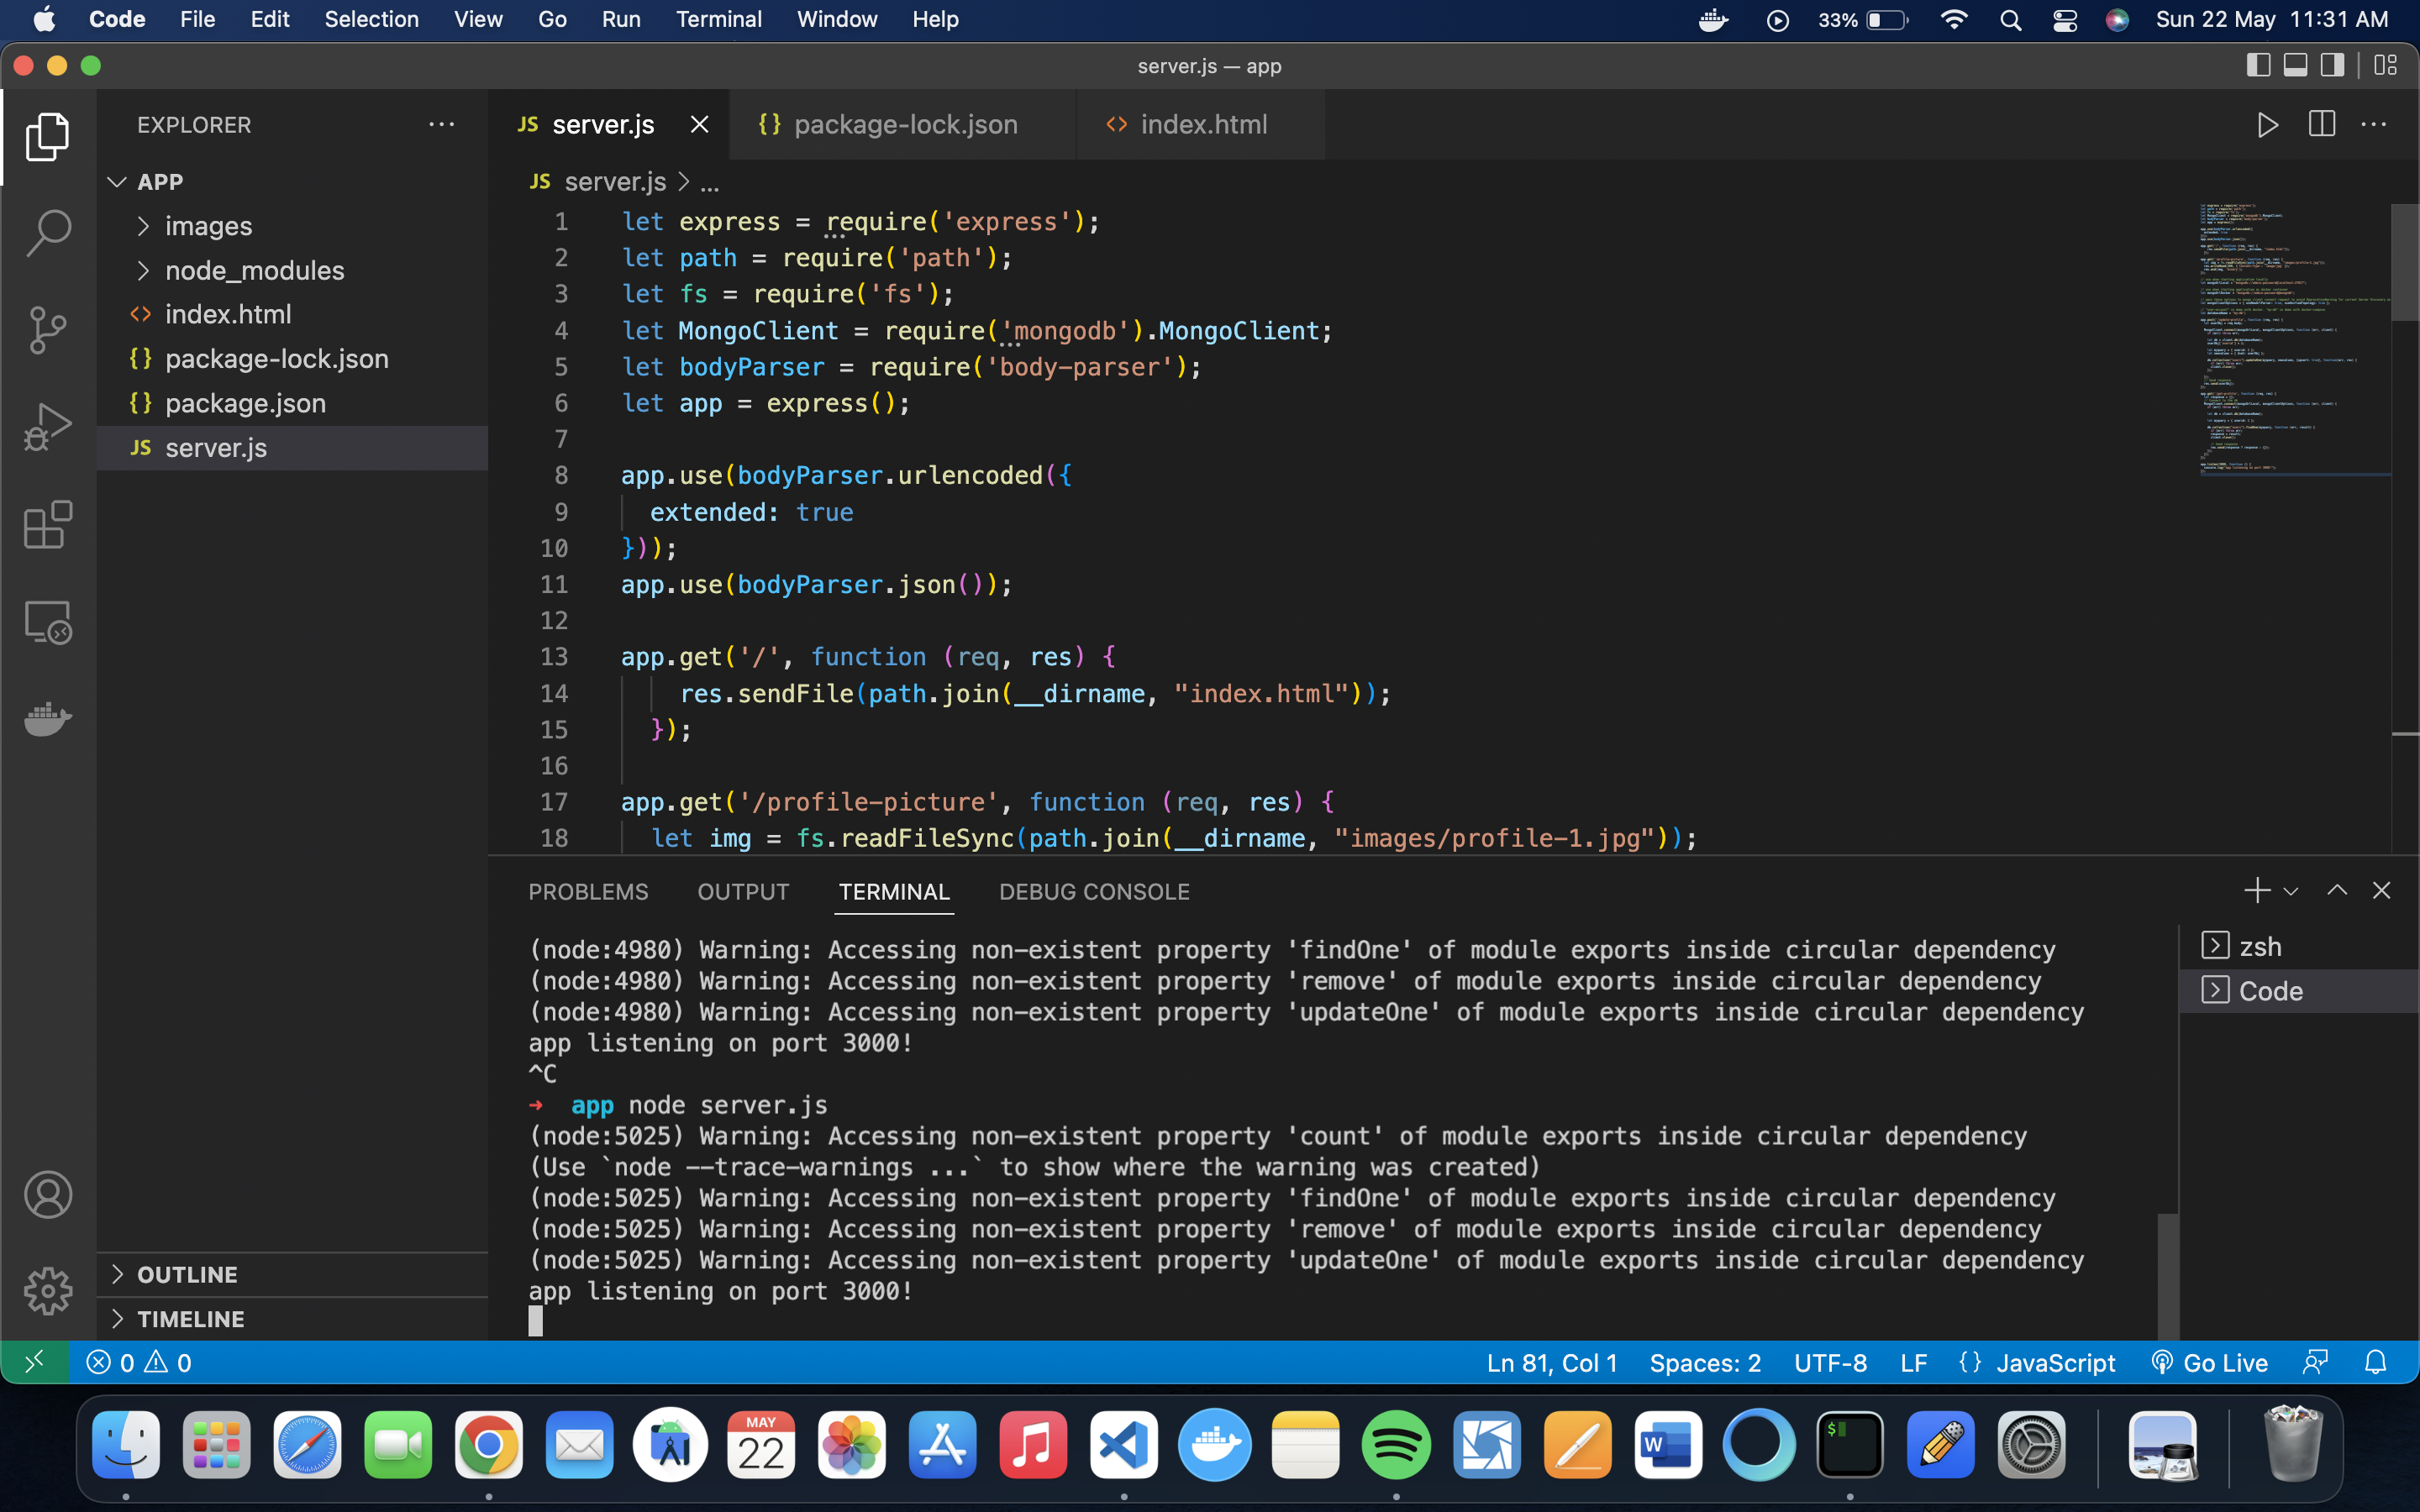 Code File Edit Selection View Go Run Terminal Window Help 33% Sun 22 May 11:31 AM
server.js — app
EXPLORER
APP
images
node_modules
<> index.html
{} package-lock.json
{} package.json
JS server.js
OUTLINE
TIMELINE
JS server.js {} package-lock.json <> index.html
JS server.js > ...
1 let express = require('express');
2 let path = require('path');
3 let fs = require('fs');
4 let MongoClient = require('mongodb').MongoClient;
5 let bodyParser = require('body-parser');
6 let app = express();
7
8 app.use(bodyParser.urlencoded({
9 extended: true
10 }));
11 app.use(bodyParser.json());
12
13 app.get('/', function (req, res) {
14 res.sendFile(path.join(__dirname, "index.html"));
15 });
16
17 app.get('/profile-picture', function (req, res) {
18 let img = fs.readFileSync(path.join(__dirname, "images/profile-1.jpg"));
PROBLEMS OUTPUT TERMINAL DEBUG CONSOLE
(node:4980) Warning: Accessing non-existent property 'findOne' of module exports inside circular dependency
(node:4980) Warning: Accessing non-existent property 'remove' of module exports inside circular dependency
(node:4980) Warning: Accessing non-existent property 'updateOne' of module exports inside circular dependency
app listening on port 3000!
^C
→ app node server.js
(node:5025) Warning: Accessing non-existent property 'count' of module exports inside circular dependency
(Use `node --trace-warnings ...` to show where the warning was created)
(node:5025) Warning: Accessing non-existent property 'findOne' of module exports inside circular dependency
(node:5025) Warning: Accessing non-existent property 'remove' of module exports inside circular dependency
(node:5025) Warning: Accessing non-existent property 'updateOne' of module exports inside circular dependency
app listening on port 3000!
zsh
Code
0 0 Ln 81, Col 1 Spaces: 2 UTF-8 LF {} JavaScript Go Live
MAY
22
W
$